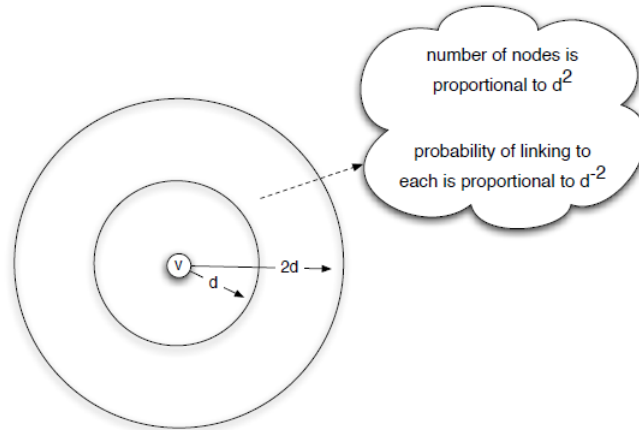 number of nodes is
proportional to d²
probability of linking to
each is proportional to d⁻²
v
2d
d